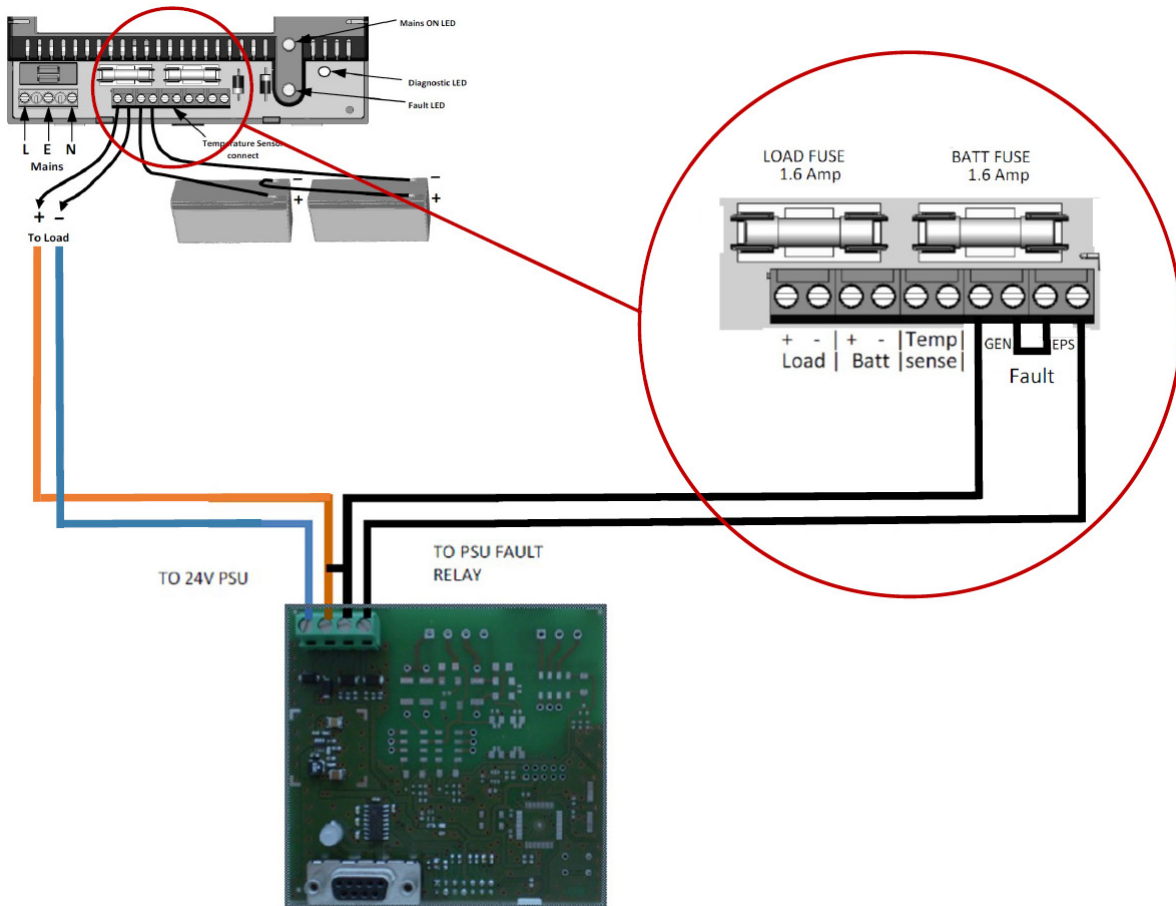 Mains ON LED
Diagnostic LED
Fault LED
L E N
Mains
Temperature Sensor
connect
+ −
To Load
−
+
−
+
LOAD FUSE
1.6 Amp
BATT FUSE
1.6 Amp
+ - | + - |Temp|
Load | Batt |sense|
GEN EPS
Fault
TO 24V PSU
TO PSU FAULT
RELAY